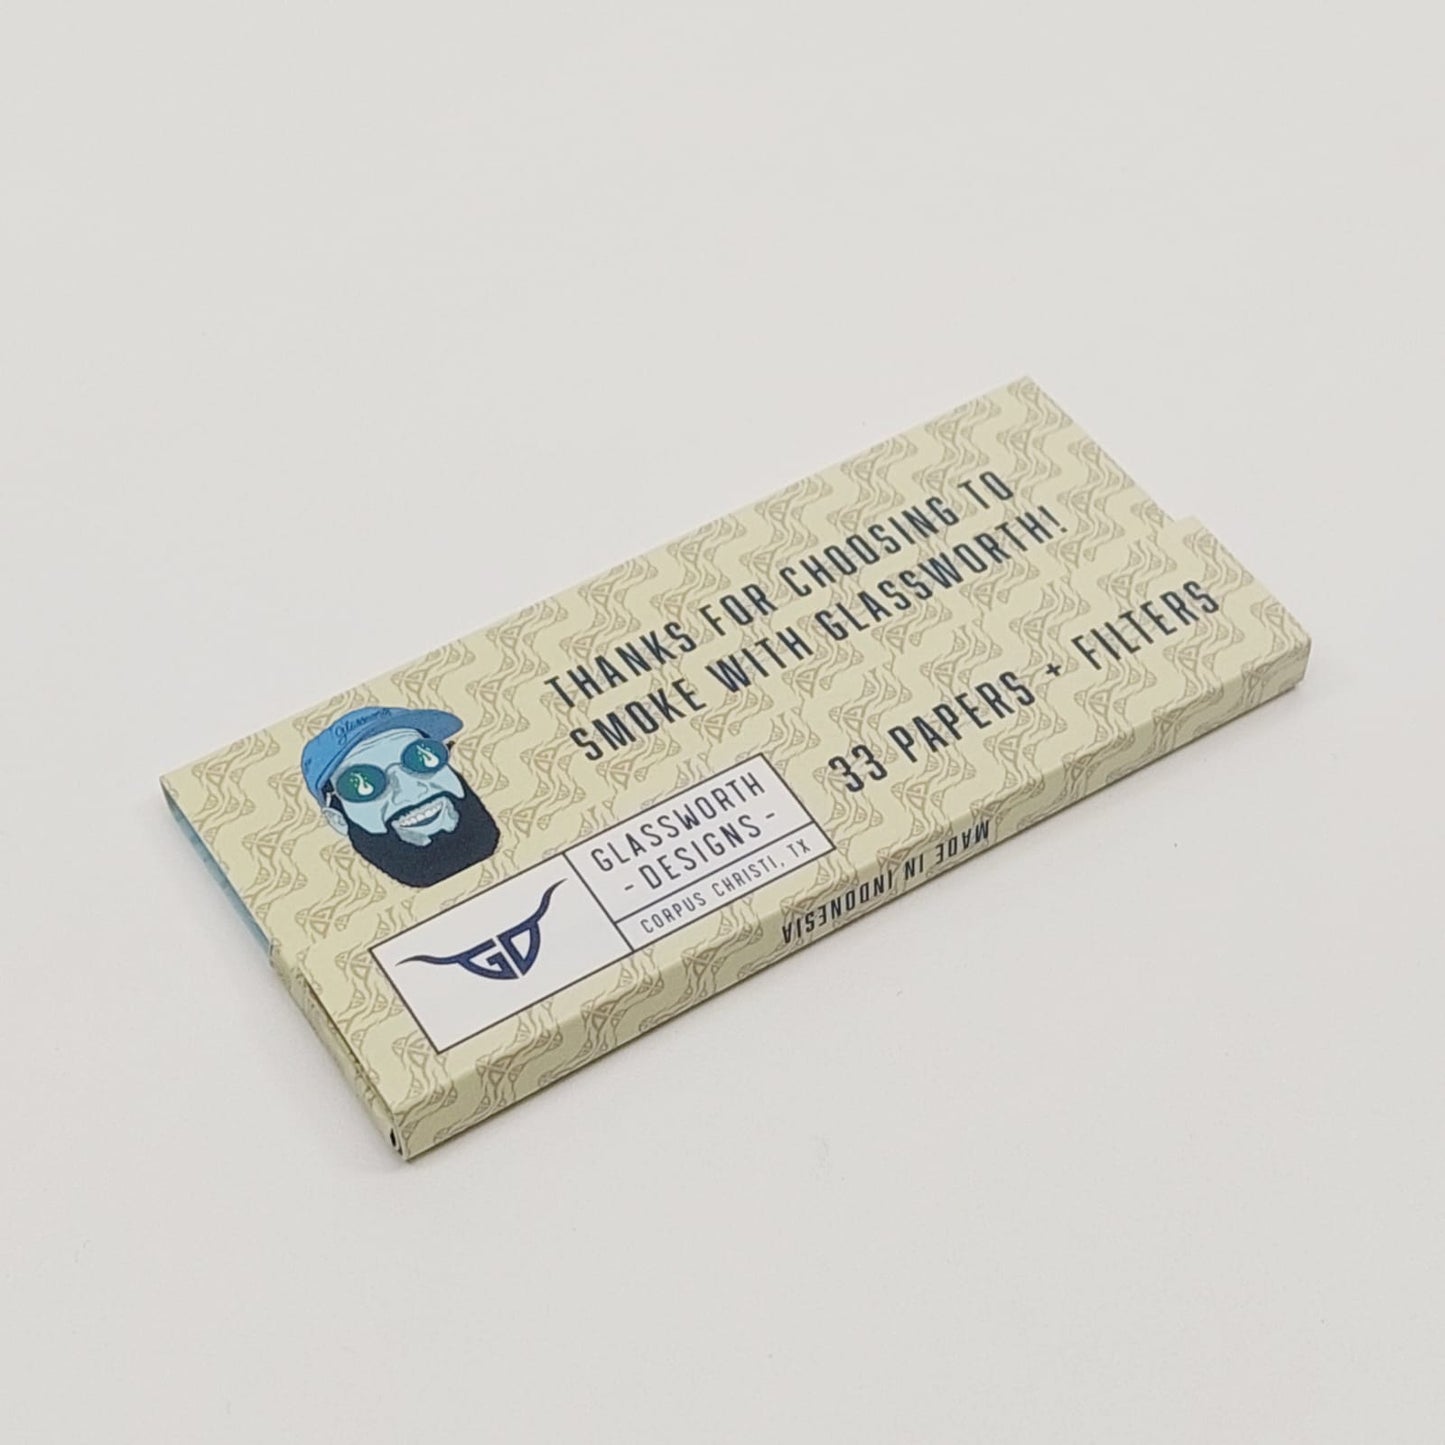 THANKS FOR CHOOSING TO
SMOKE WITH GLASSWORTH!
33 PAPERS + FILTERS
GD
GLASSWORTH
- DESIGNS -
CORPUS CHRISTI, TX
MADE IN INDONESIA